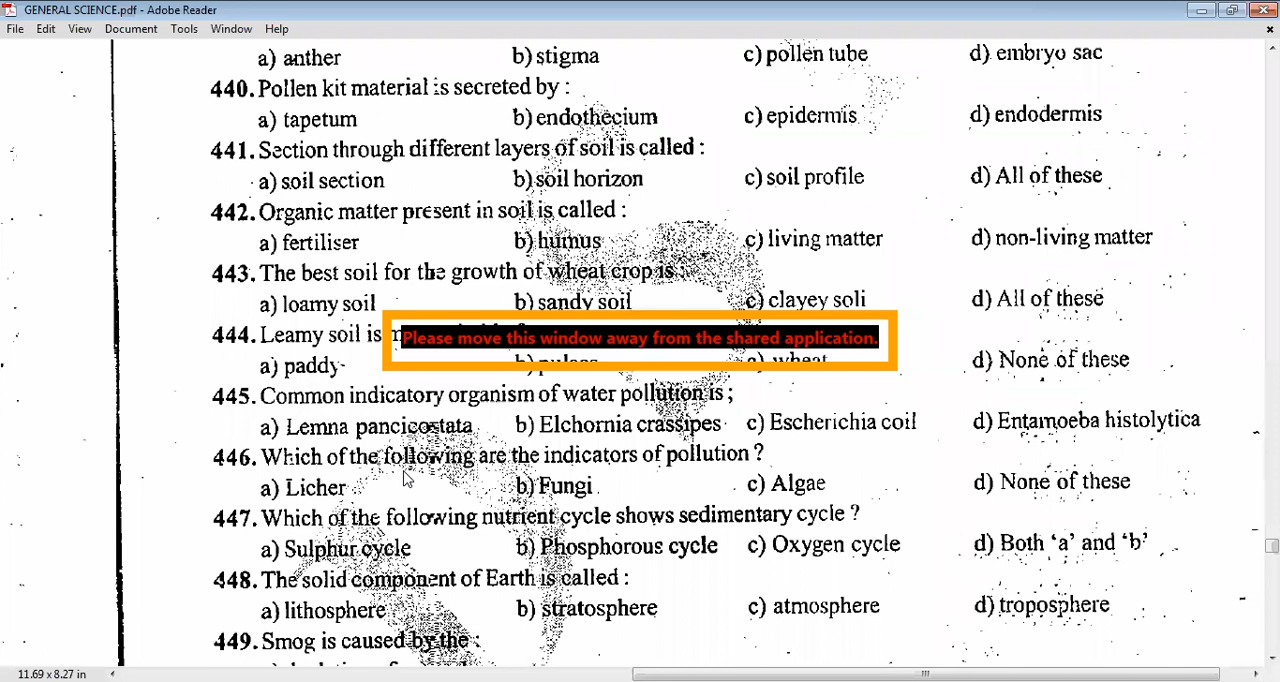 GENERAL SCIENCE.pdf - Adobe Reader
File Edit View Document Tools Window Help
a) anther b) stigma c) pollen tube d) embryo sac
440. Pollen kit material is secreted by :
a) tapetum b) endothecium c) epidermis d) endodermis
441. Section through different layers of soil is called :
a) soil section b) soil horizon c) soil profile d) All of these
442. Organic matter present in soil is called :
a) fertiliser b) humus c) living matter d) non-living matter
443. The best soil for the growth of wheat crop is :
a) loamy soil b) sandy soil c) clayey soli d) All of these
444. Leamy soil is
Please move this window away from the shared application.
a) paddy b) pulses c) wheat d) None of these
445. Common indicatory organism of water pollution is ;
a) Lemna pancicostata b) Elchornia crassipes c) Escherichia coil d) Entamoeba histolytica
446. Which of the following are the indicators of pollution ?
a) Licher b) Fungi c) Algae d) None of these
447. Which of the following nutrient cycle shows sedimentary cycle ?
a) Sulphur cycle b) Phosphorous cycle c) Oxygen cycle d) Both ‘a’ and ‘b’
448. The solid component of Earth is called :
a) lithosphere b) stratosphere c) atmosphere d) troposphere
449. Smog is caused by the :
11.69 x 8.27 in